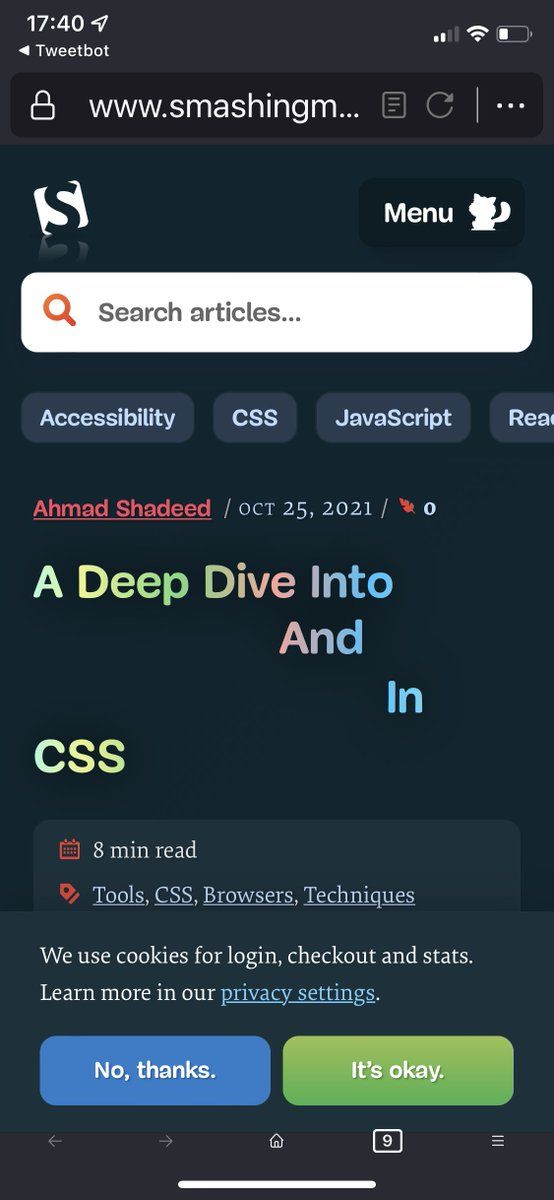 17:40
Tweetbot
www.smashingm...
Menu
Search articles...
Accessibility CSS JavaScript Rea
Ahmad Shadeed / OCT 25, 2021 / 0
A Deep Dive Into
And
In
CSS
8 min read
Tools, CSS, Browsers, Techniques
We use cookies for login, checkout and stats.
Learn more in our privacy settings.
No, thanks. It's okay.
9